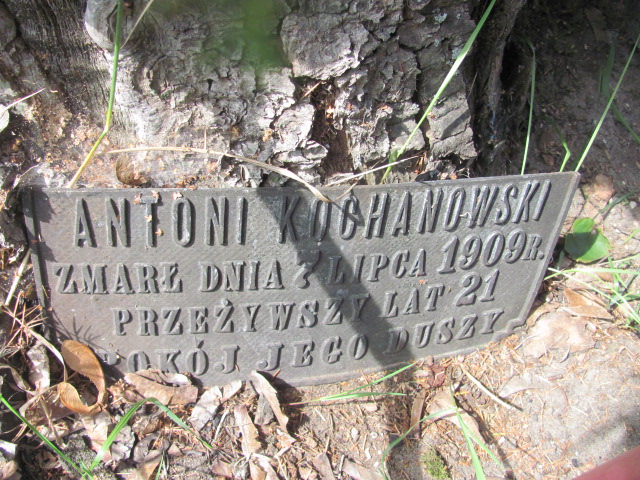 ANTONI KOCHANOWSKI
ZMARŁ DNIA 7 LIPCA 1909 R.
PRZEŻYWSZY LAT 21
POKÓJ JEGO DUSZY